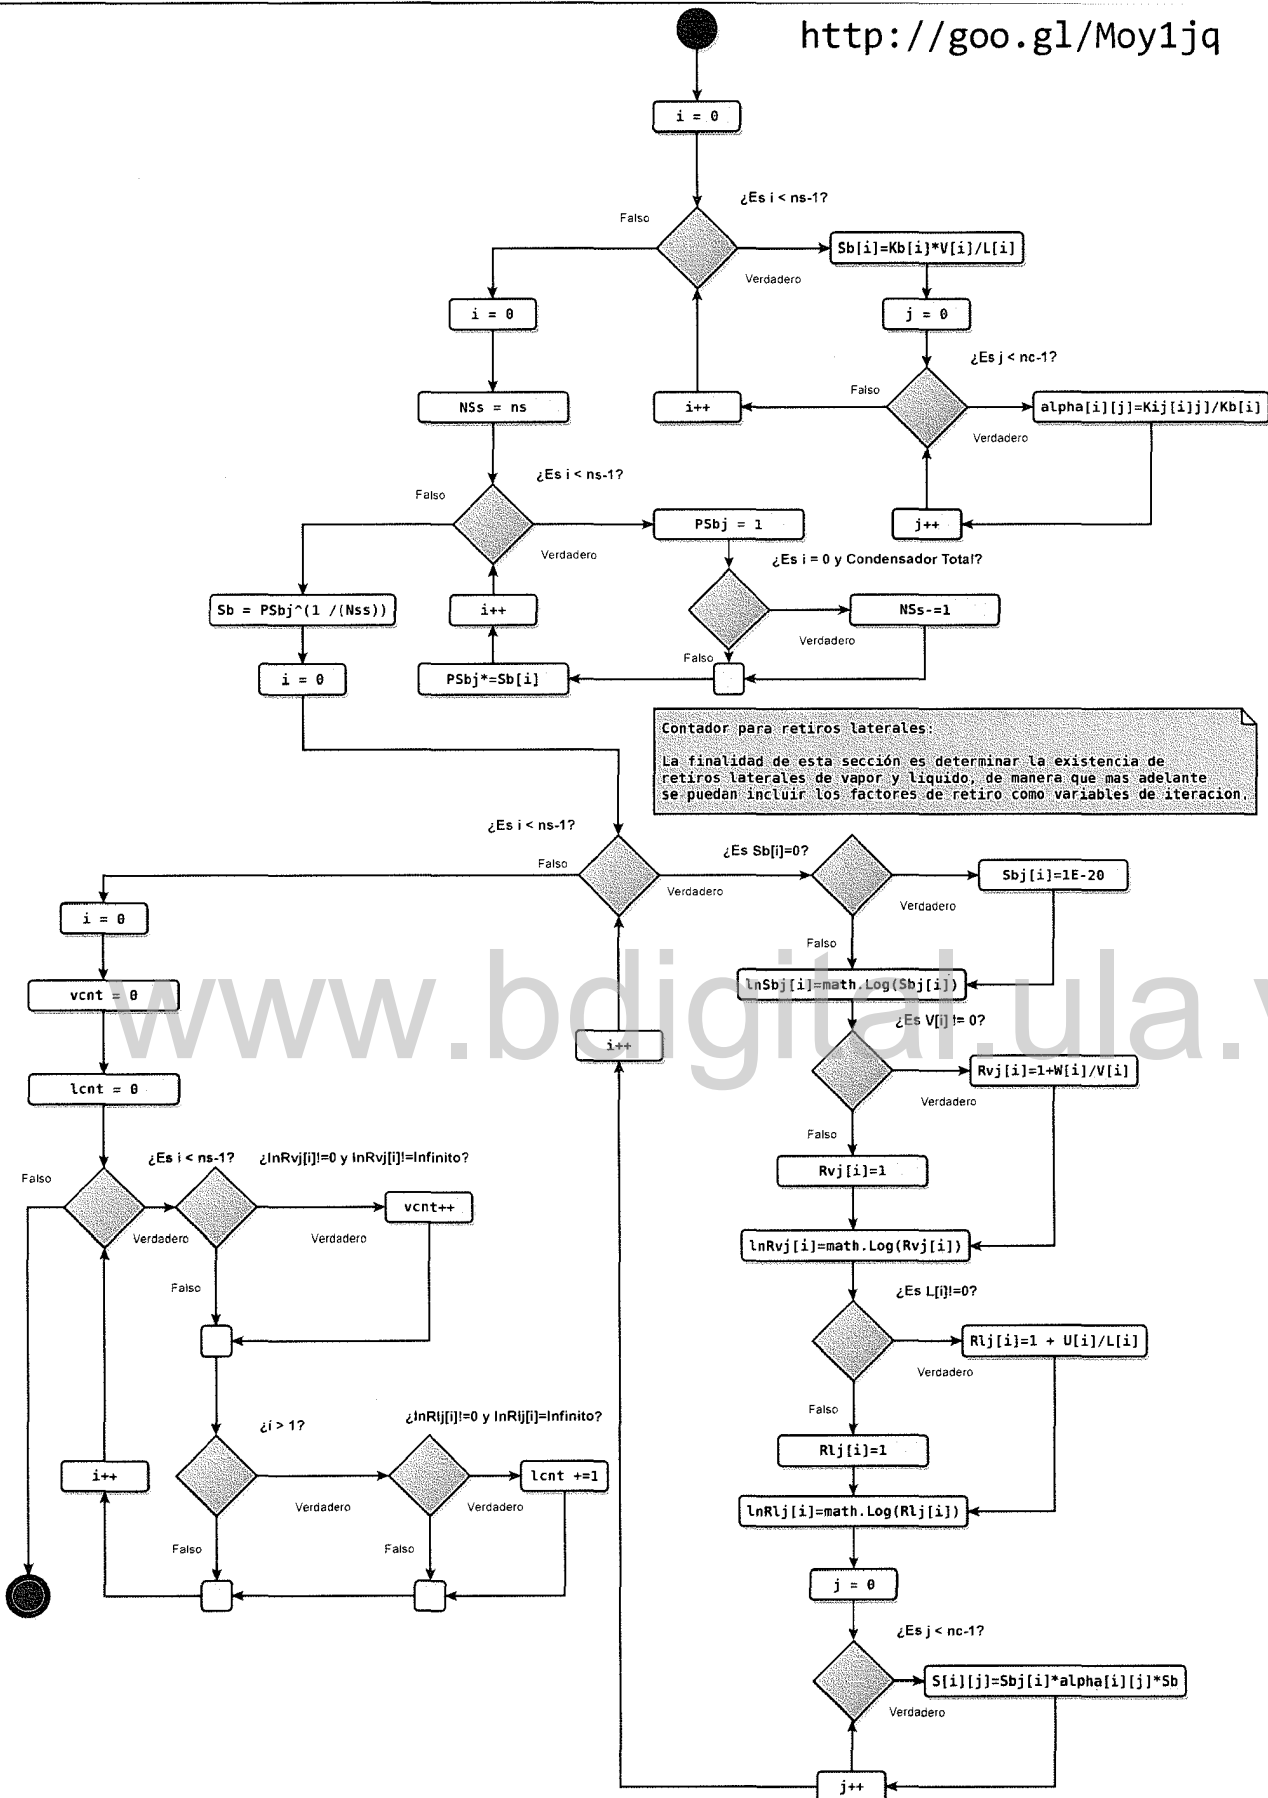 http://goo.gl/Moy1jq
i = 0
¿Es i < ns-1?
Falso
Verdadero
Sb[i]=Kb[i]*V[i]/L[i]
i = 0
j = 0
¿Es j < nc-1?
Falso
Verdadero
NSs = ns
i++
alpha[i][j]=Kij[i]j]/Kb[i]
¿Es i < ns-1?
Falso
Verdadero
PSbj = 1
j++
¿Es i = 0 y Condensador Total?
Sb = PSbj^(1 /(Nss))
i++
NSs-=1
Verdadero
Falso
i = 0
PSbj*=Sb[i]
Contador para retiros laterales:
La finalidad de esta sección es determinar la existencia de
retiros laterales de vapor y liquido, de manera que mas adelante
se puedan incluir los factores de retiro como variables de iteracion.
¿Es i < ns-1?
Falso
Verdadero
¿Es Sb[i]=0?
Sbj[i]=1E-20
Verdadero
Falso
i = 0
vcnt = 0
lnSbj[i]=math.Log(Sbj[i])
www.bdigital.ula.v
¿Es V[i] != 0?
i++
lcnt = 0
Rvj[i]=1+W[i]/V[i]
Verdadero
Falso
¿Es i < ns-1?
¿lnRvj[i]!=0 y lnRvj[i]!=Infinito?
Falso
Verdadero
Rvj[i]=1
vcnt++
Verdadero
Falso
lnRvj[i]=math.Log(Rvj[i])
¿Es L[i]!=0?
Rlj[i]=1 + U[i]/L[i]
Verdadero
Falso
¿i > 1?
¿lnRlj[i]!=0 y lnRlj[i]=Infinito?
Rlj[i]=1
i++
lcnt +=1
Verdadero
Verdadero
Falso
Falso
lnRlj[i]=math.Log(Rlj[i])
j = 0
¿Es j < nc-1?
S[i][j]=Sbj[i]*alpha[i][j]*Sb
Verdadero
j++